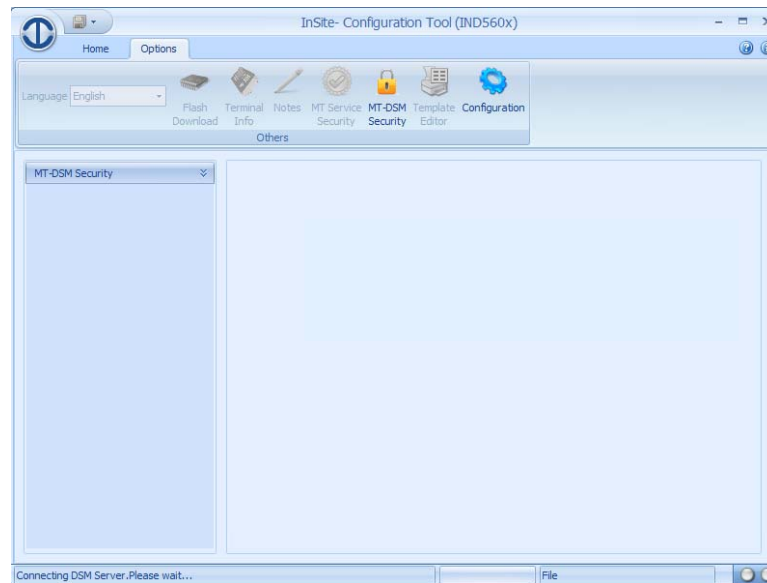 InSite- Configuration Tool (IND560x)
Home Options
Language English
Flash Download
Terminal Info
Notes
MT Service Security
MT-DSM Security
Template Editor
Configuration
Others
MT-DSM Security
Connecting DSM Server.Please wait...
File